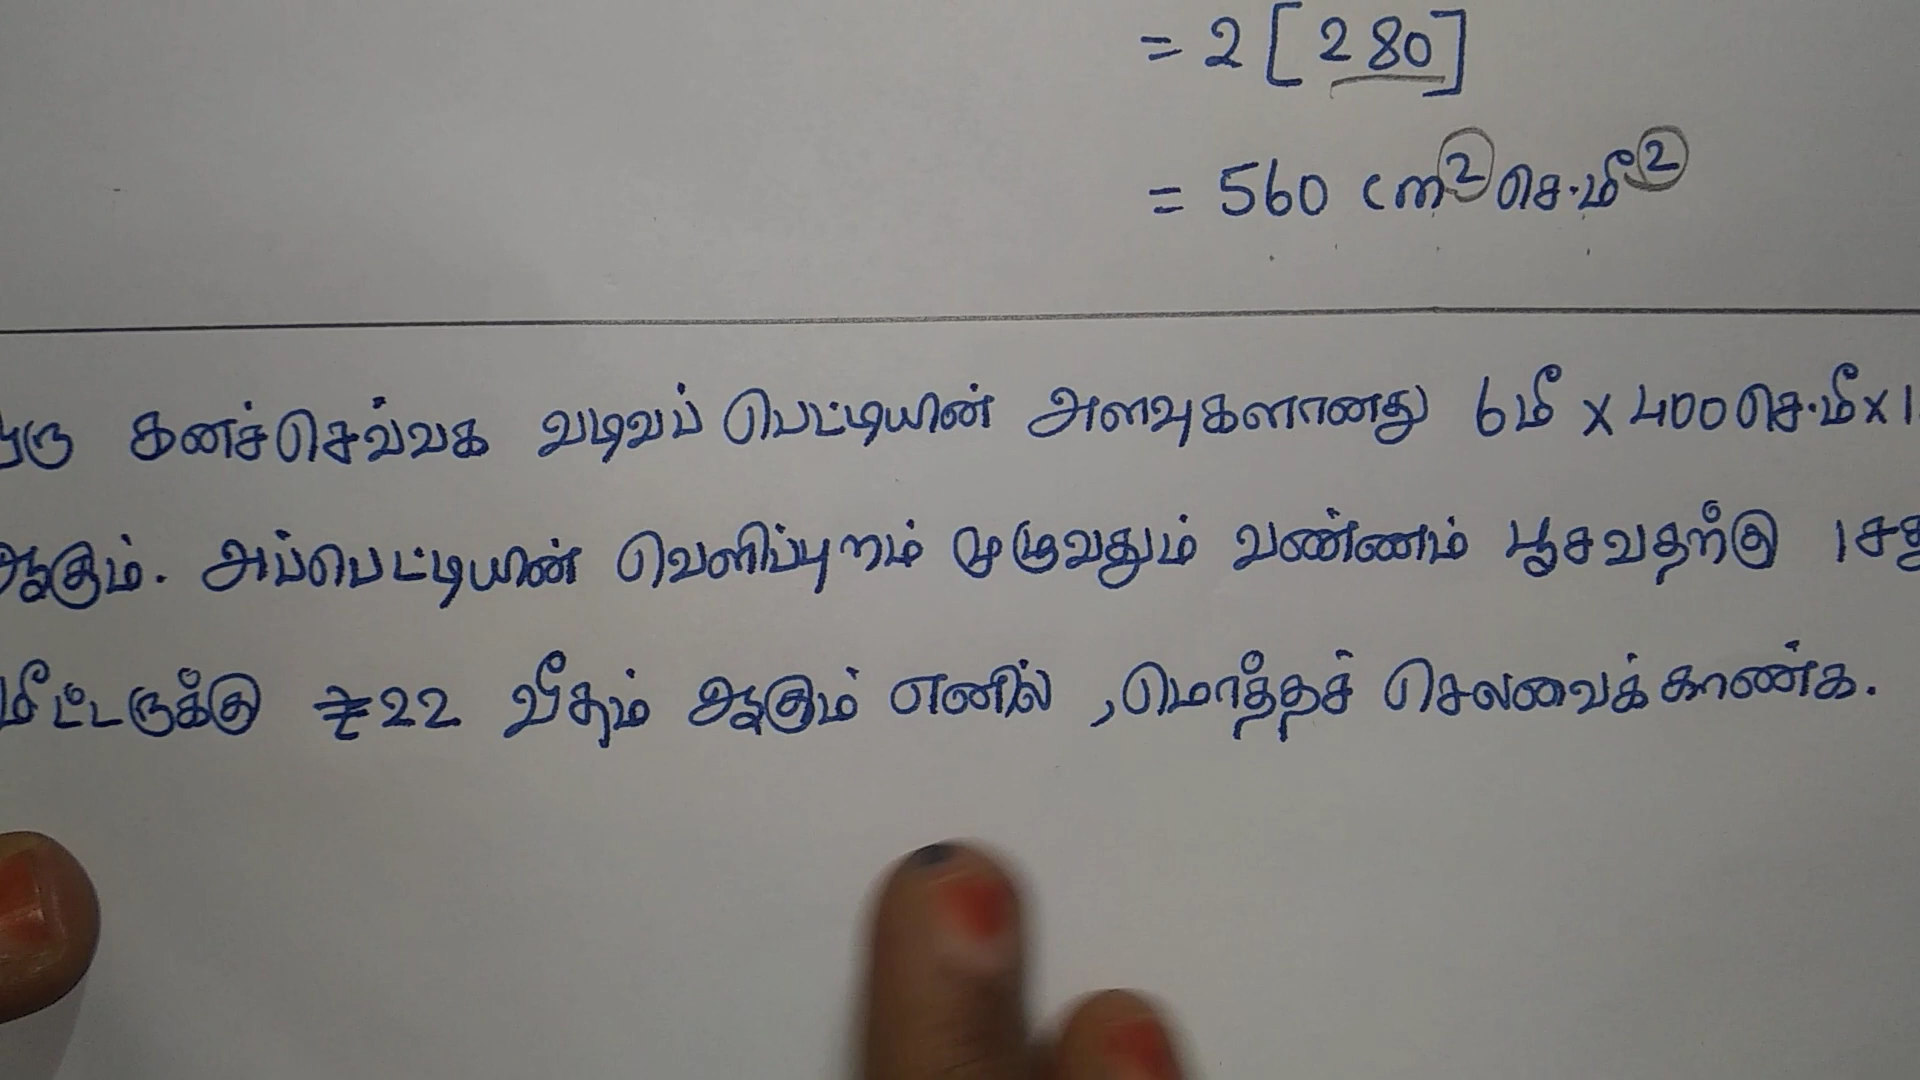 = 2 [280]
= 560 cm² செ.மீ²
கனச்செவ்வக வடிவப் பெட்டியின் அளவுகளானது 6மீ x 400செ.மீ x 1
ஆகும். அப்பெட்டியின் வெளிப்புறம் முழுவதும் வண்ணம் பூசுவதற்கு 1
மீட்டருக்கு ₹22 வீதம் ஆகும் எனில், மொத்தச் செலவைக் காண்க.